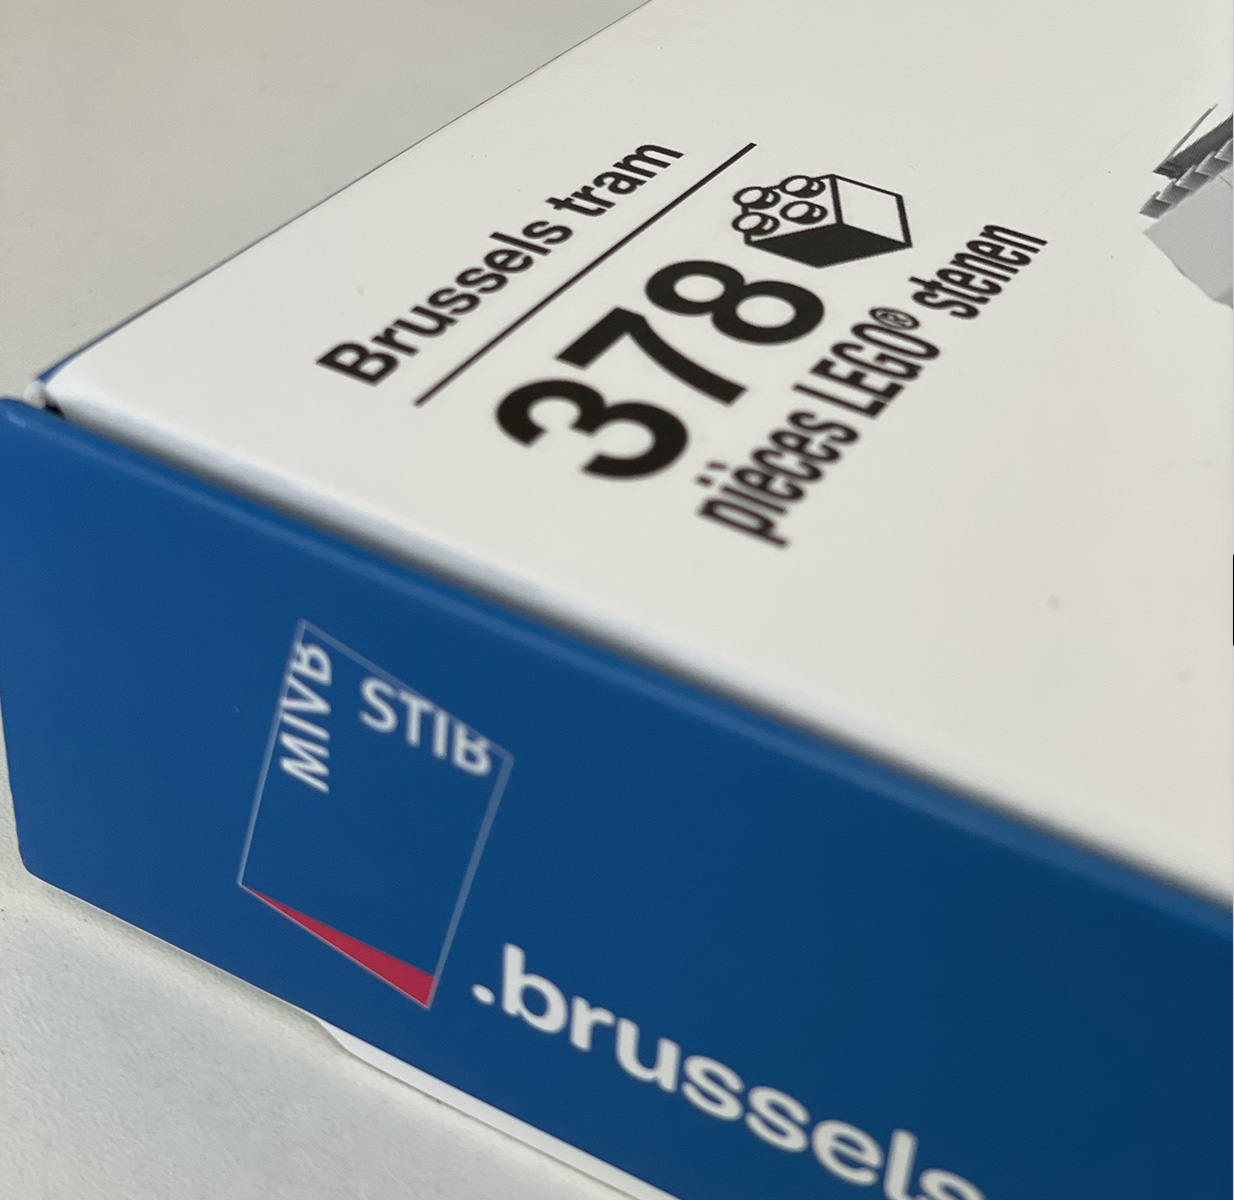 Brussels tram
378
pièces LEGO® stenen
MIVB
STIB
.brussels